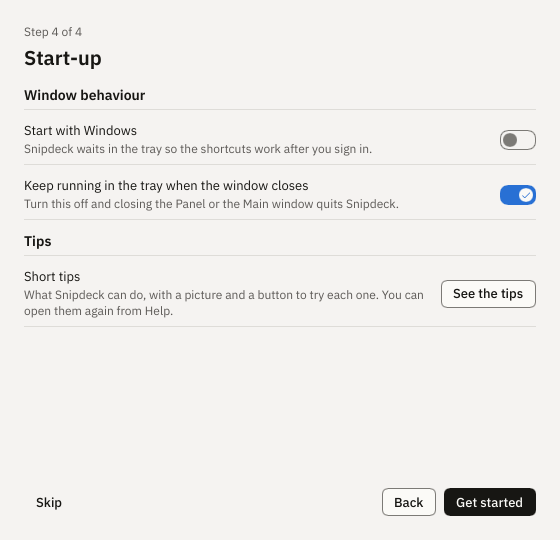 Step 4 of 4
Start-up
Window behaviour
Start with Windows
Snipdeck waits in the tray so the shortcuts work after you sign in.
Keep running in the tray when the window closes
Turn this off and closing the Panel or the Main window quits Snipdeck.
Tips
Short tips
What Snipdeck can do, with a picture and a button to try each one. You can
open them again from Help.
See the tips
Skip
Back
Get started